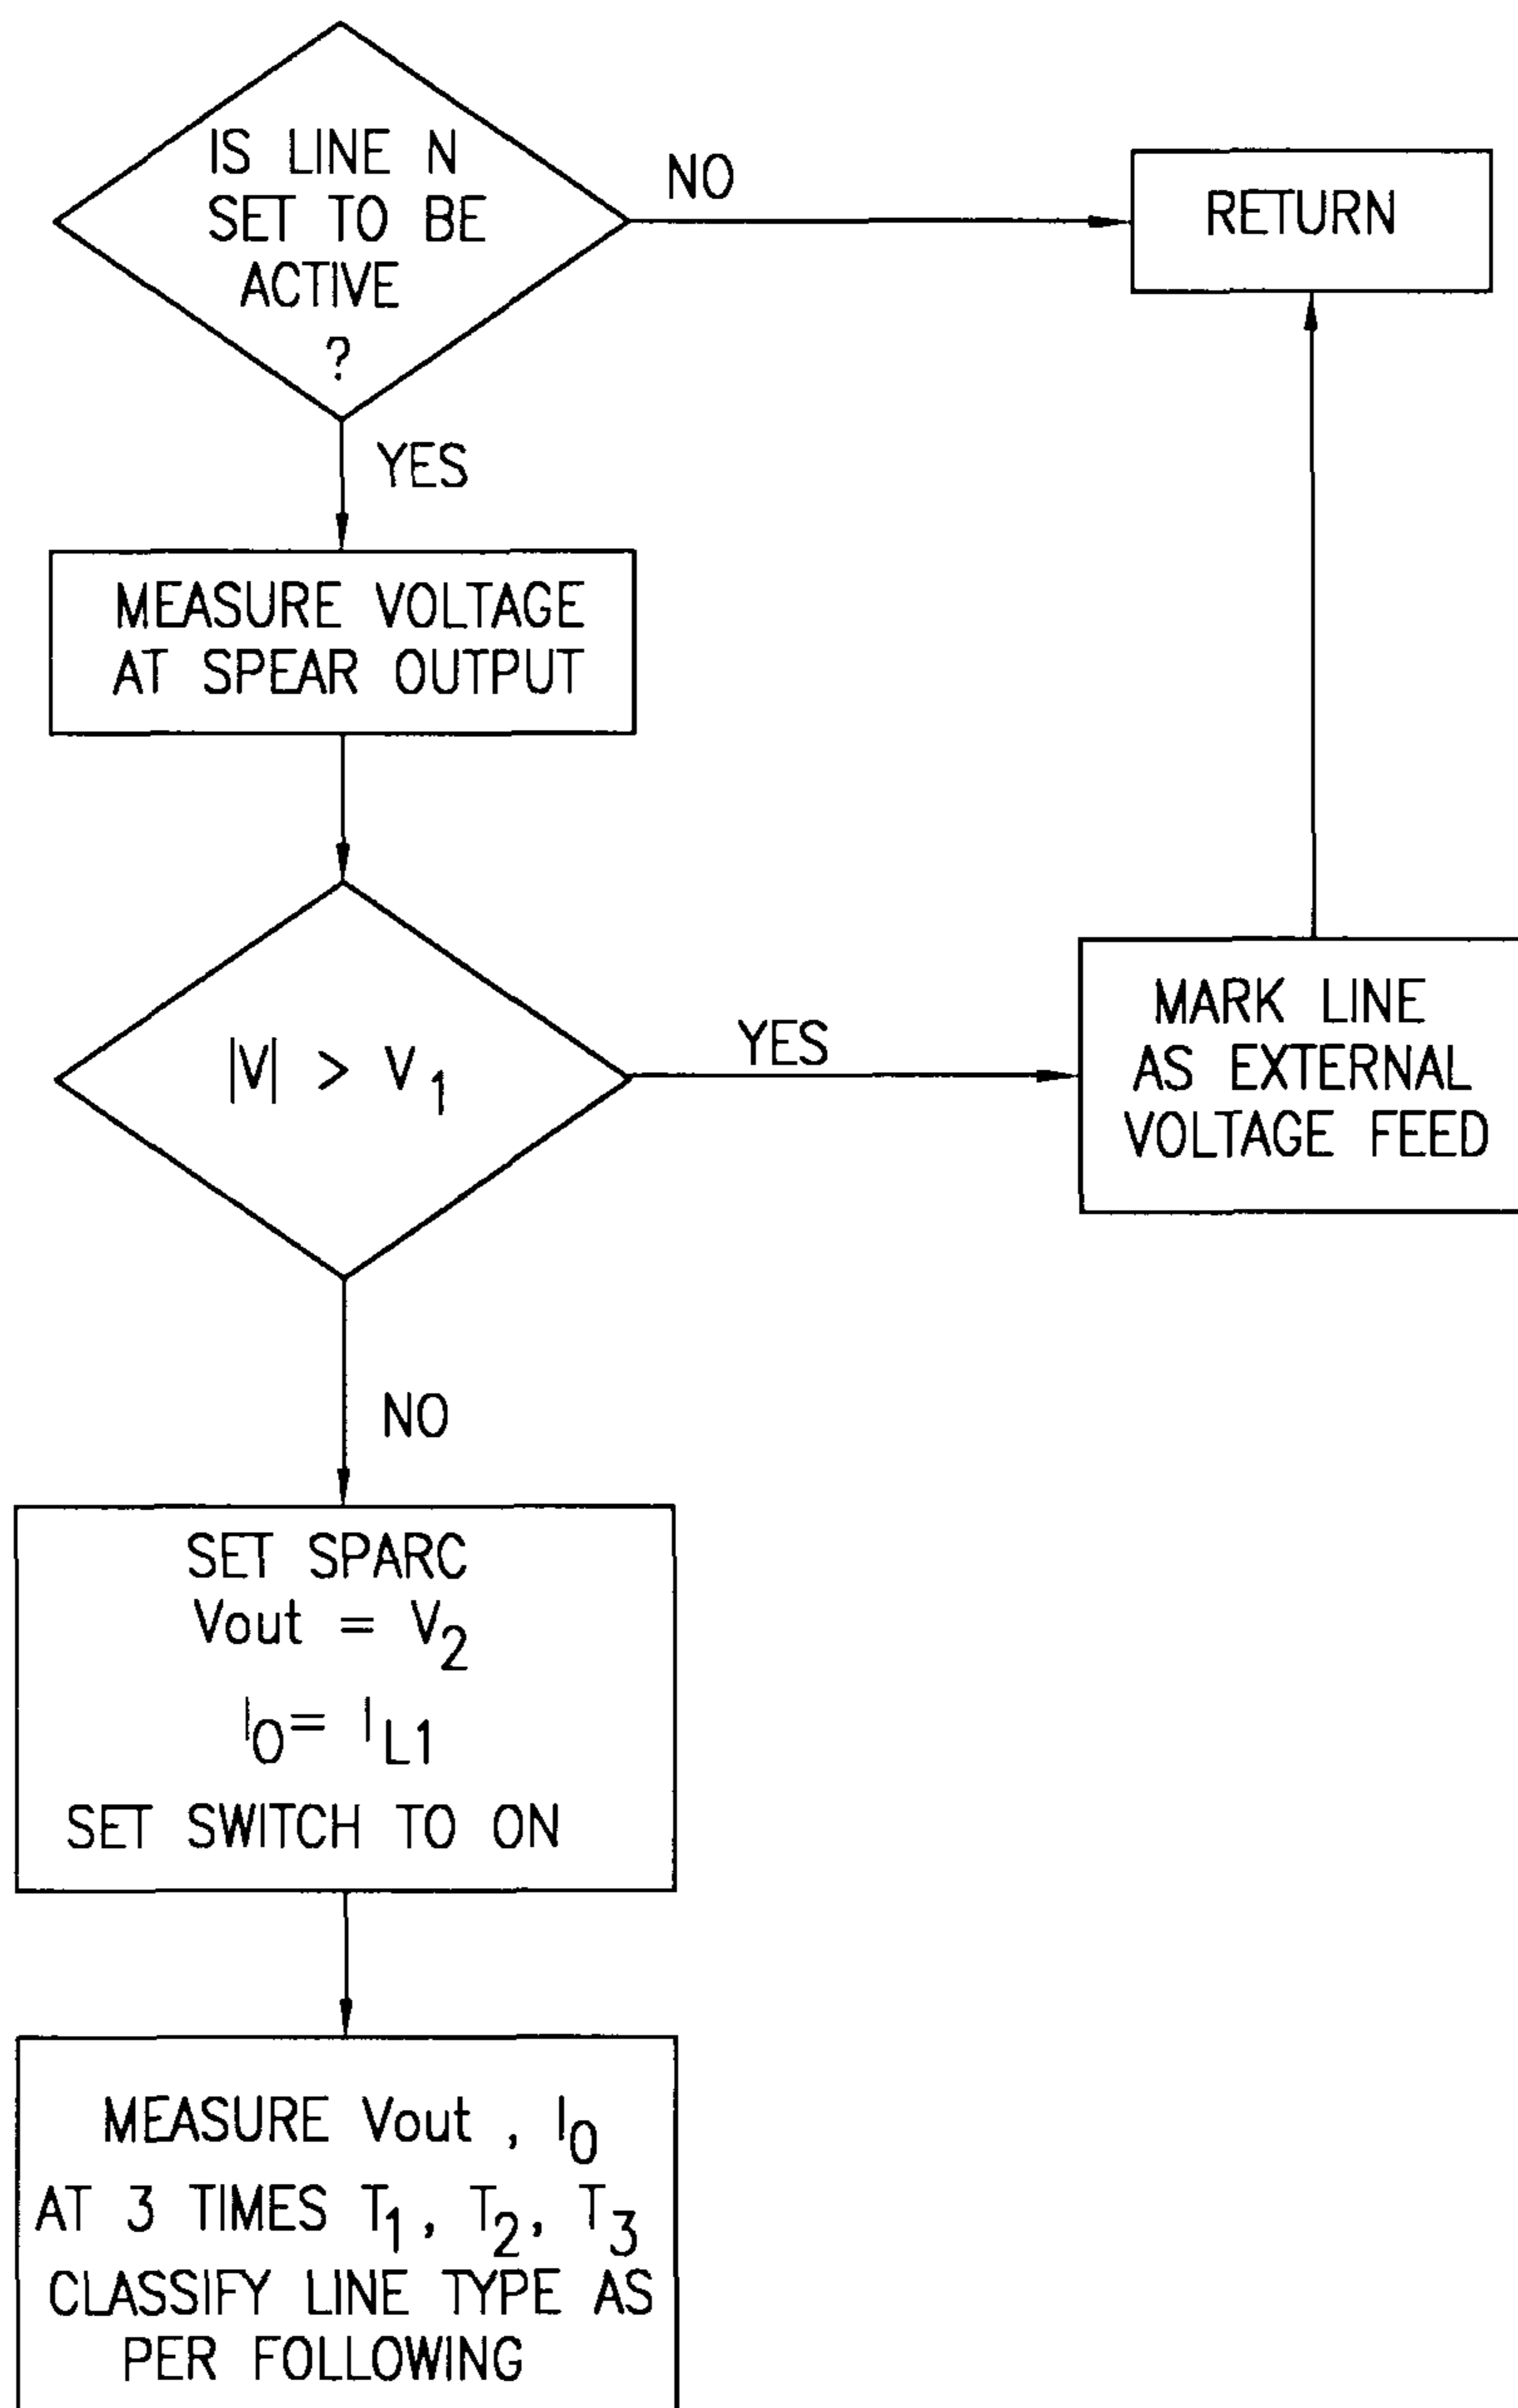 IS LINE N
SET TO BE
ACTIVE
?
NO
RETURN
YES
MEASURE VOLTAGE
AT SPEAR OUTPUT
|V| > V1
YES
MARK LINE
AS EXTERNAL
VOLTAGE FEED
NO
SET SPARC
Vout = V2
I0= IL1
SET SWITCH TO ON
MEASURE Vout , I0
AT 3 TIMES T1, T2, T3
CLASSIFY LINE TYPE AS
PER FOLLOWING